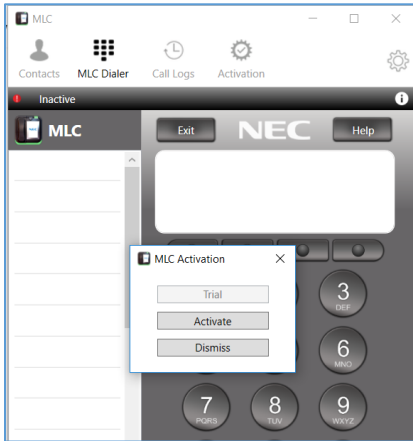 MLC
Contacts MLC Dialer Call Logs Activation
Inactive
MLC
Exit NEC Help
MLC Activation
Trial
Activate
Dismiss
3
DEF
6
MNO
7 8 9
PQRS TUV WXYZ